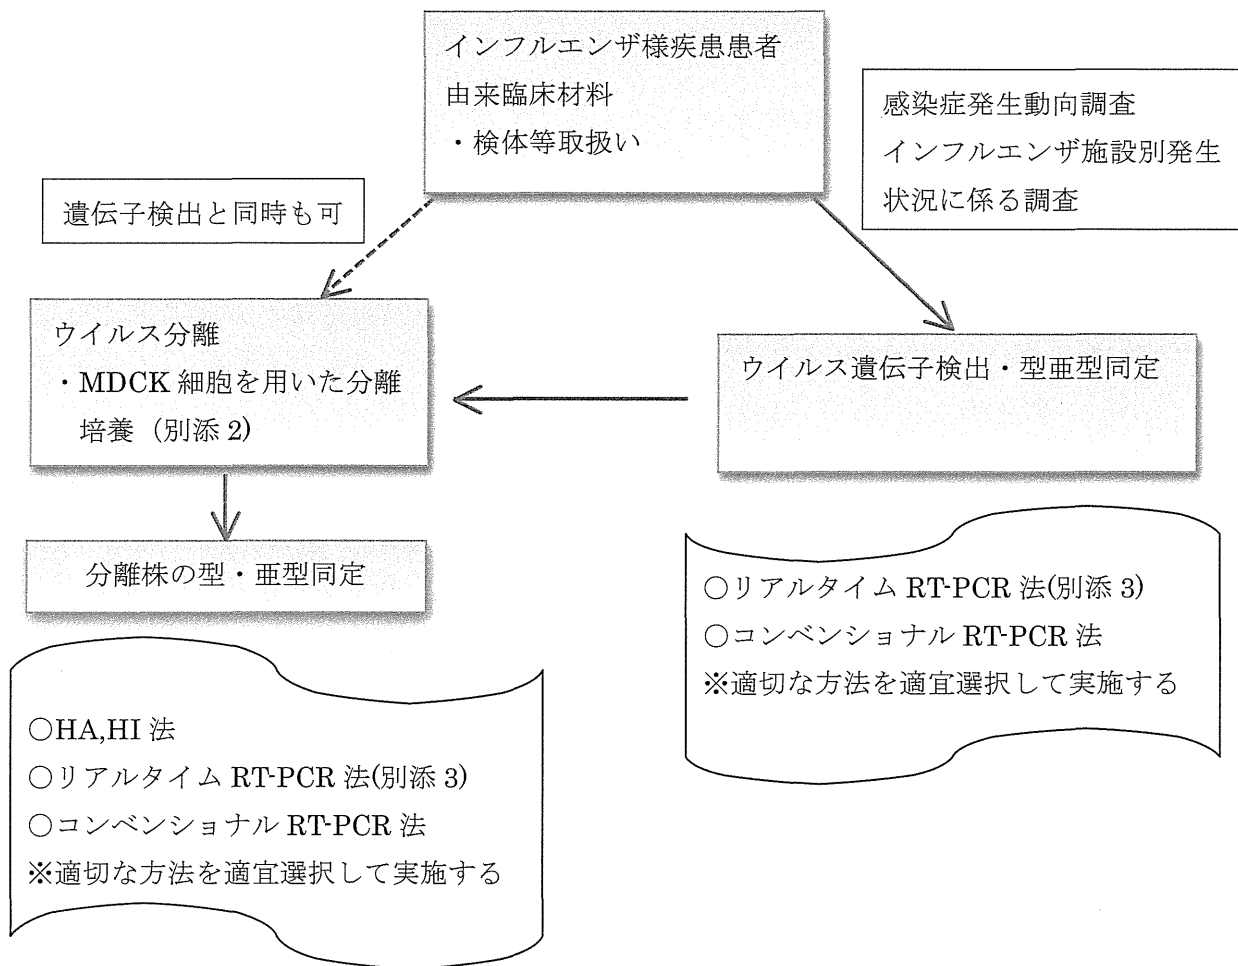 インフルエンザ様疾患患者
由来臨床材料
・検体等取扱い
感染症発生動向調査
インフルエンザ施設別発生
状況に係る調査
遺伝子検出と同時も可
ウイルス分離
・MDCK 細胞を用いた分離
培養（別添 2)
ウイルス遺伝子検出・型亜型同定
分離株の型・亜型同定
○リアルタイム RT-PCR 法(別添 3)
○コンベンショナル RT-PCR 法
※適切な方法を適宜選択して実施する
○HA,HI 法
○リアルタイム RT-PCR 法(別添 3)
○コンベンショナル RT-PCR 法
※適切な方法を適宜選択して実施する